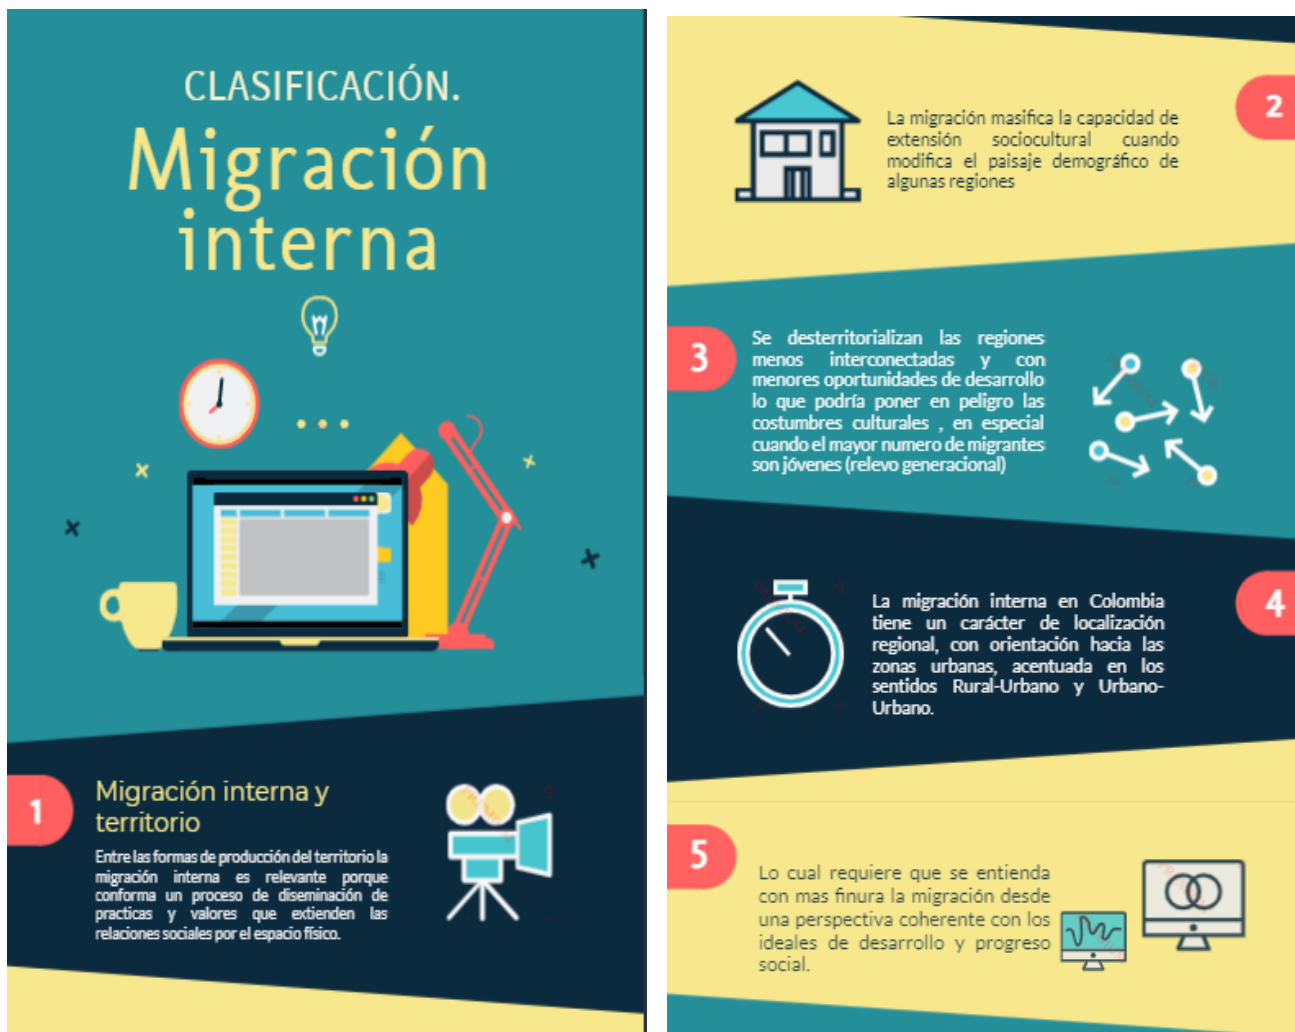 CLASIFICACIÓN.
Migración
interna
1
Migración interna y
territorio
Entre las formas de producción del territorio la
migración interna es relevante porque
conforma un proceso de diseminación de
practicas y valores que extienden las
relaciones sociales por el espacio físico.
2
La migración masifica la capacidad de
extensión sociocultural cuando
modifica el paisaje demográfico de
algunas regiones
3
Se desterritorializan las regiones
menos interconectadas y con
menores oportunidades de desarrollo
lo que podría poner en peligro las
costumbres culturales , en especial
cuando el mayor numero de migrantes
son jóvenes (relevo generacional)
4
La migración interna en Colombia
tiene un carácter de localización
regional, con orientación hacia las
zonas urbanas, acentuada en los
sentidos Rural-Urbano y Urbano-
Urbano.
5
Lo cual requiere que se entienda
con mas finura la migración desde
una perspectiva coherente con los
ideales de desarrollo y progreso
social.